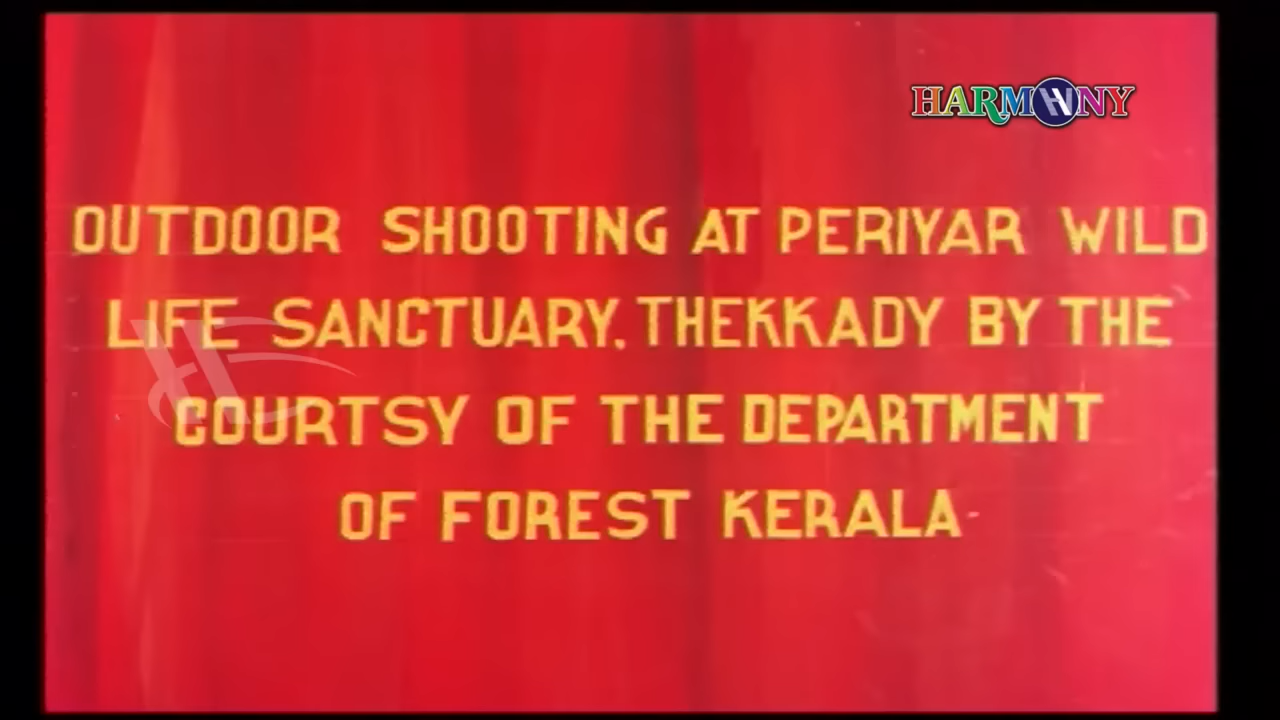 HARMONY
OUTDOOR SHOOTING AT PERIYAR WILD
LIFE SANCTUARY, THEKKADY BY THE
COURTSY OF THE DEPARTMENT
OF FOREST KERALA